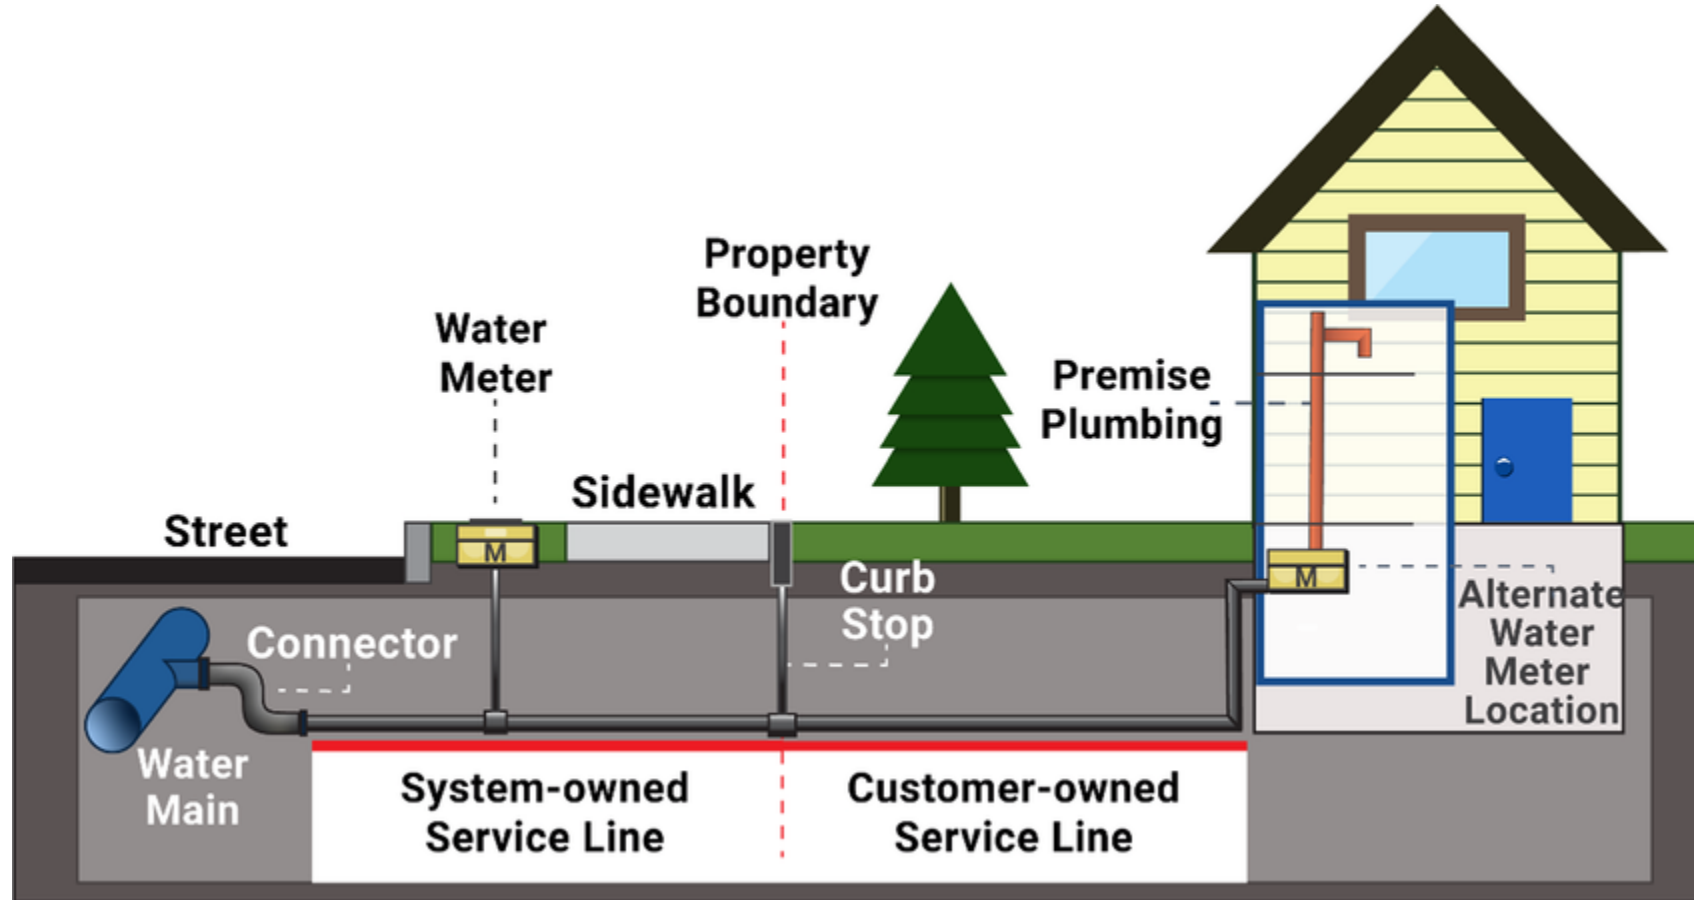 Property
Boundary
Water
Meter
Premise
Plumbing
Sidewalk
Street
M
Curb
Stop
M
Alternate
Water
Meter
Location
Connector
Water
Main
System-owned
Service Line
Customer-owned
Service Line